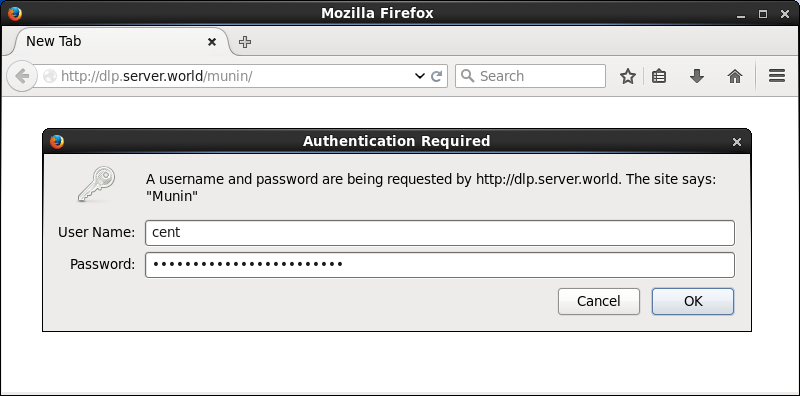 Mozilla Firefox
New Tab
http://dlp.server.world/munin/
Search
Authentication Required
A username and password are being requested by http://dlp.server.world. The site says:
"Munin"
User Name: cent
Password: ••••••••••••••••••••••••
Cancel OK